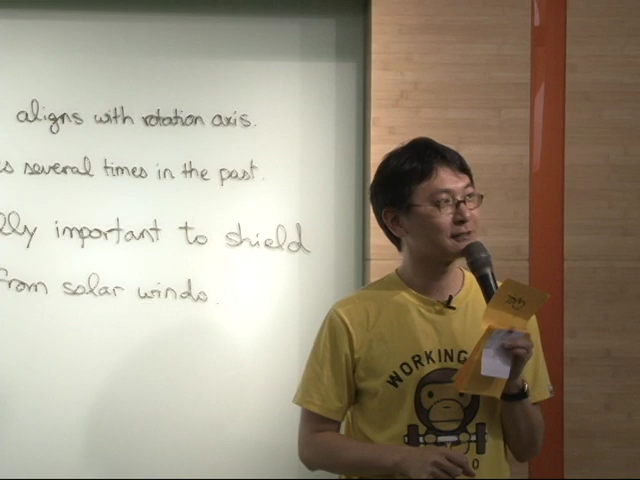 aligns with rotation axis.
several times in the past.
important to shield
from solar winds.
WORKING